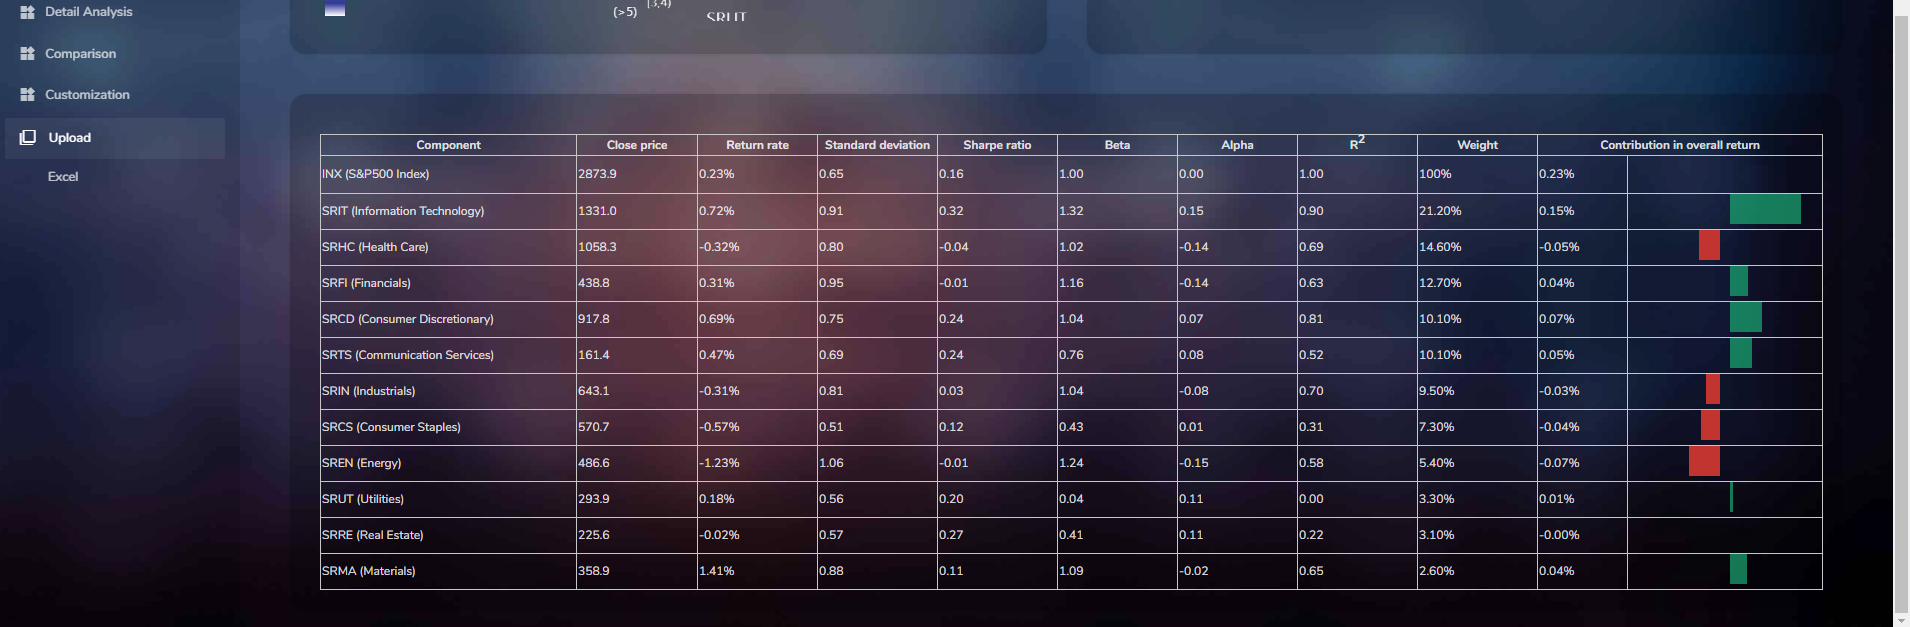 Detail Analysis
Comparison
Customization
Upload
Excel
(>5)
SRUT
Component Close price Return rate Standard deviation Sharpe ratio Beta Alpha R2 Weight Contribution in overall return
INX (S&P500 Index) 2873.9 0.23% 0.65 0.16 1.00 0.00 1.00 100% 0.23%
SRIT (Information Technology) 1331.0 0.72% 0.91 0.32 1.32 0.15 0.90 21.20% 0.15%
SRHC (Health Care) 1058.3 -0.32% 0.80 -0.04 1.02 -0.14 0.69 14.60% -0.05%
SRFI (Financials) 438.8 0.31% 0.95 -0.01 1.16 -0.14 0.63 12.70% 0.04%
SRCD (Consumer Discretionary) 917.8 0.69% 0.75 0.24 1.04 0.07 0.81 10.10% 0.07%
SRTS (Communication Services) 161.4 0.47% 0.69 0.24 0.76 0.08 0.52 10.10% 0.05%
SRIN (Industrials) 643.1 -0.31% 0.81 0.03 1.04 -0.08 0.70 9.50% -0.03%
SRCS (Consumer Staples) 570.7 -0.57% 0.51 0.12 0.43 0.01 0.31 7.30% -0.04%
SREN (Energy) 486.6 -1.23% 1.06 -0.01 1.24 -0.15 0.58 5.40% -0.07%
SRUT (Utilities) 293.9 0.18% 0.56 0.20 0.04 0.11 0.00 3.30% 0.01%
SRRE (Real Estate) 225.6 -0.02% 0.57 0.27 0.41 0.11 0.22 3.10% -0.00%
SRMA (Materials) 358.9 1.41% 0.88 0.11 1.09 -0.02 0.65 2.60% 0.04%